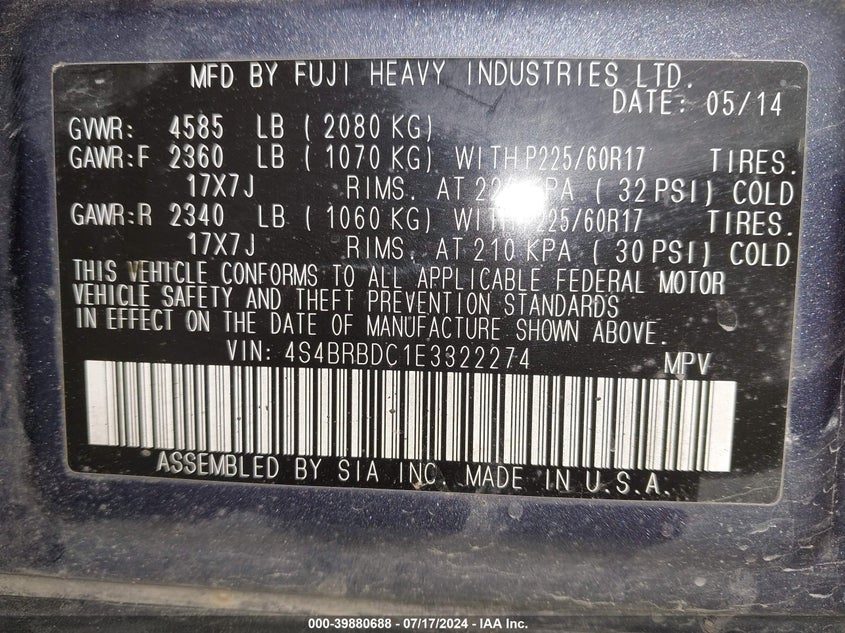 MFD BY FUJI HEAVY INDUSTRIES LTD.
DATE: 05/14
GVWR: 4585 LB ( 2080 KG)
GAWR:F 2360 LB ( 1070 KG) WITH P225/60R17 TIRES.
17X7J RIMS. AT KPA ( 32 PSI) COLD
GAWR:R 2340 LB ( 1060 KG) WITH P225/60R17 TIRES.
17X7J RIMS. AT 210 KPA ( 30 PSI) COLD
THIS VEHICLE CONFORMS TO ALL APPLICABLE FEDERAL MOTOR
VEHICLE SAFETY AND THEFT PREVENTION STANDARDS
IN EFFECT ON THE DATE OF MANUFACTURE SHOWN ABOVE.
VIN: 4S4BRBDC1E3322274 MPV
ASSEMBLED BY SIA INC. MADE IN U.S.A.
000-39880688 - 07/17/2024 - IAA Inc.